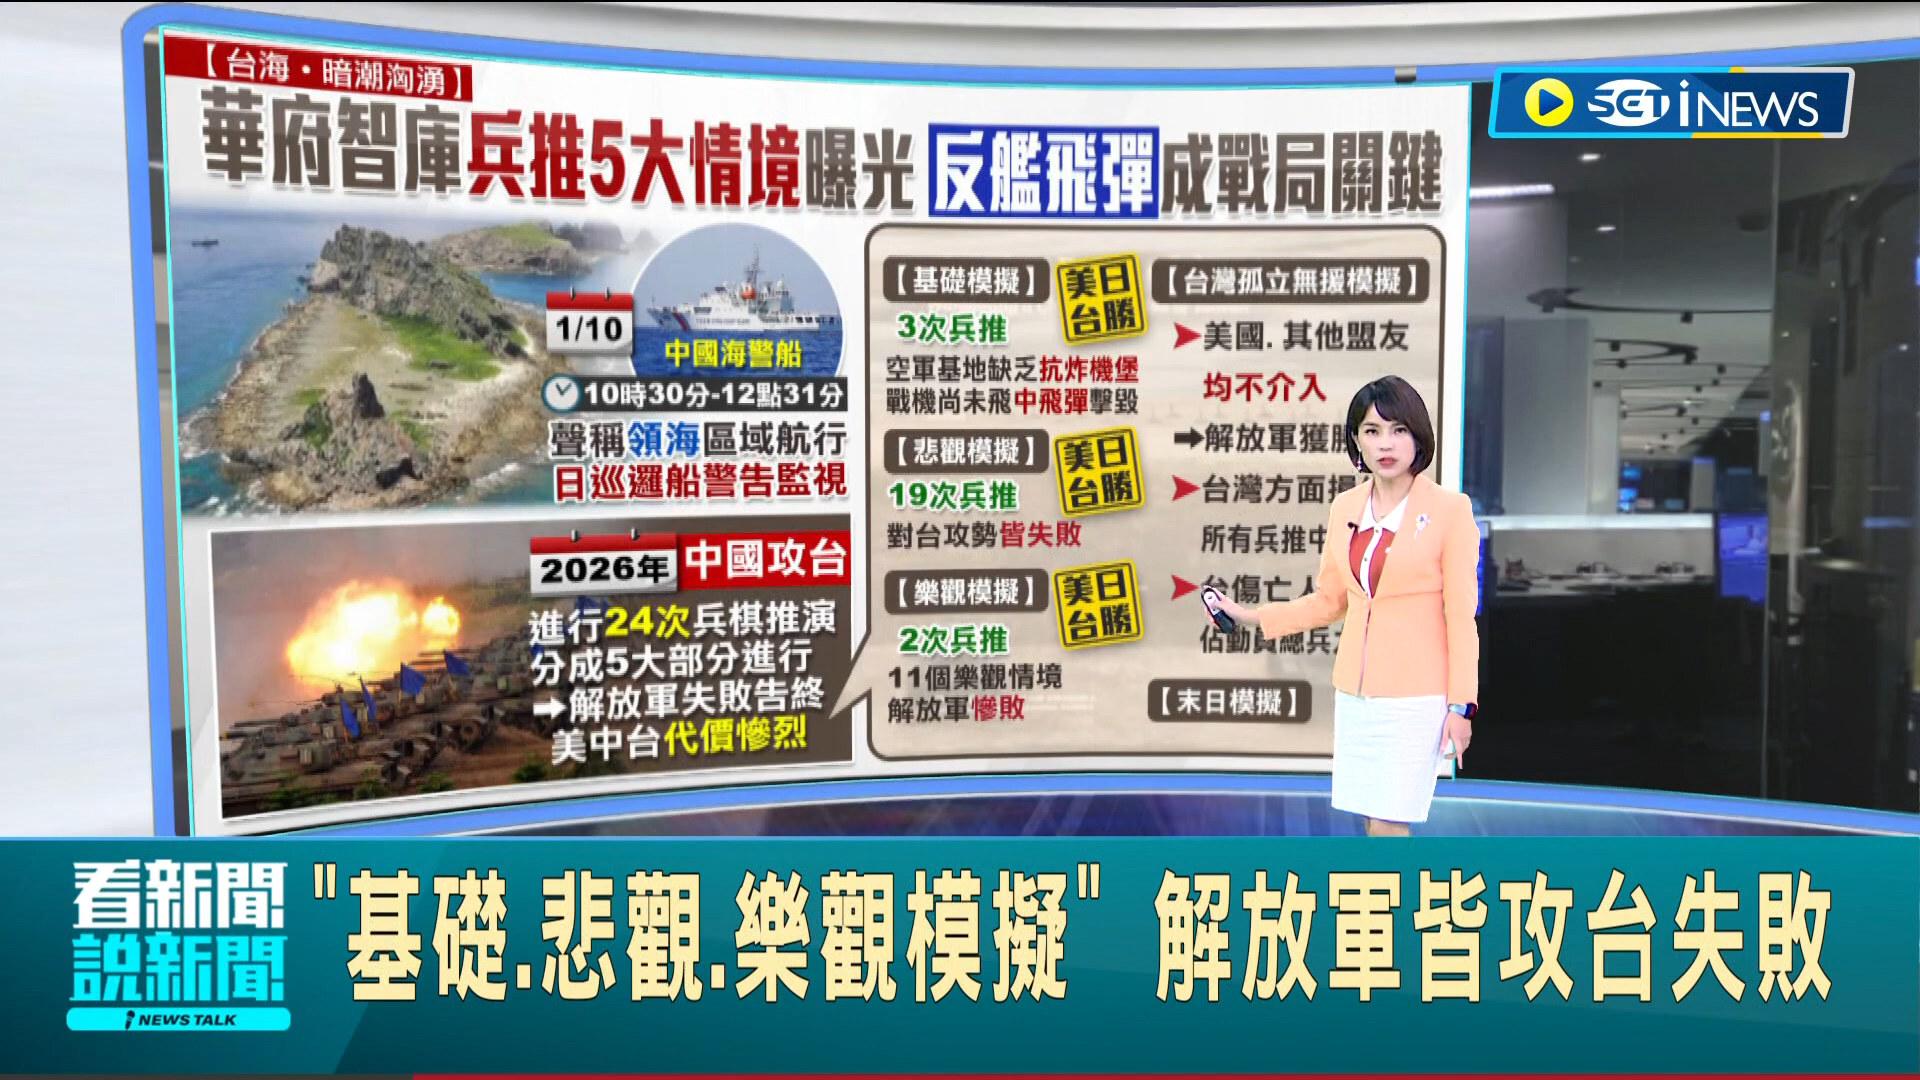 【台海・暗潮洶湧】
華府智庫兵推5大情境曝光 反艦飛彈成戰局關鍵
SET iNEWS
1/10
中國海警船
10時30分-12點31分
聲稱領海區域航行
日巡邏船警告監視
2026年 中國攻台
進行24次兵棋推演
分成5大部分進行
➡解放軍失敗告終
美中台代價慘烈
【基礎模擬】
美日
台勝
3次兵推
空軍基地缺乏抗炸機堡
戰機尚未飛中飛彈擊毀
【悲觀模擬】
美日
台勝
19次兵推
對台攻勢皆失敗
【樂觀模擬】
美日
台勝
2次兵推
11個樂觀情境
解放軍慘敗
【台灣孤立無援模擬】
➤美國.其他盟友
均不介入
➡解放軍獲勝
➤台灣方面損
所有兵推中
➤台傷亡人
佔動員總兵
【末日模擬】
看新聞
說新聞
iNEWS TALK
"基礎.悲觀.樂觀模擬" 解放軍皆攻台失敗